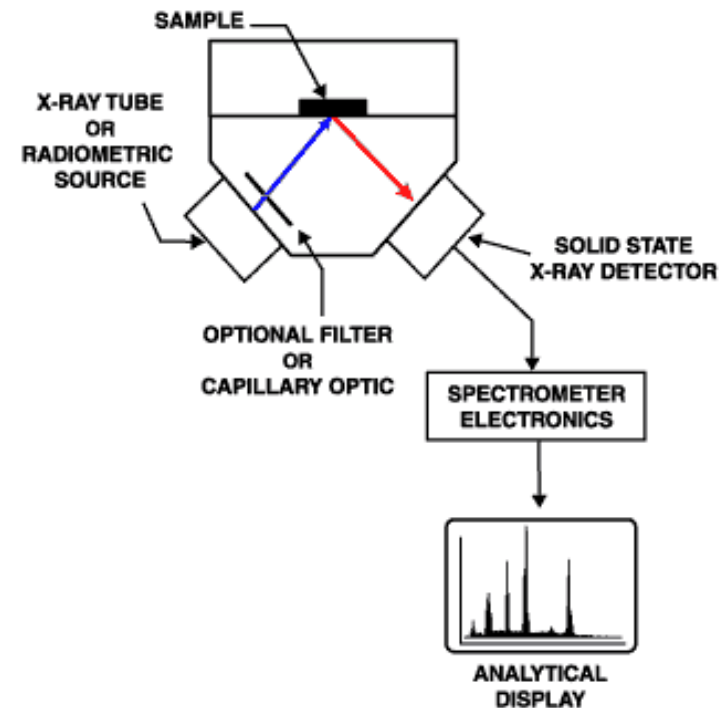 SAMPLE
X-RAY TUBE
OR
RADIOMETRIC
SOURCE
SOLID STATE
X-RAY DETECTOR
OPTIONAL FILTER
OR
CAPILLARY OPTIC
SPECTROMETER
ELECTRONICS
ANALYTICAL
DISPLAY